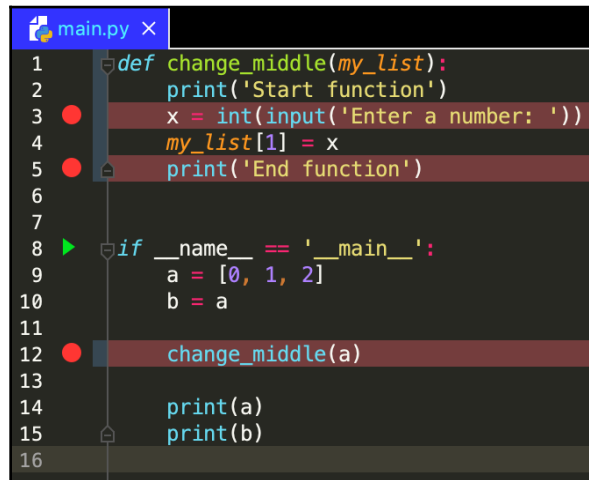 main.py ×
1 def change_middle(my_list):
2 print('Start function')
3 x = int(input('Enter a number: '))
4 my_list[1] = x
5 print('End function')
6
7
8 if __name__ == '__main__':
9 a = [0, 1, 2]
10 b = a
11
12 change_middle(a)
13
14 print(a)
15 print(b)
16